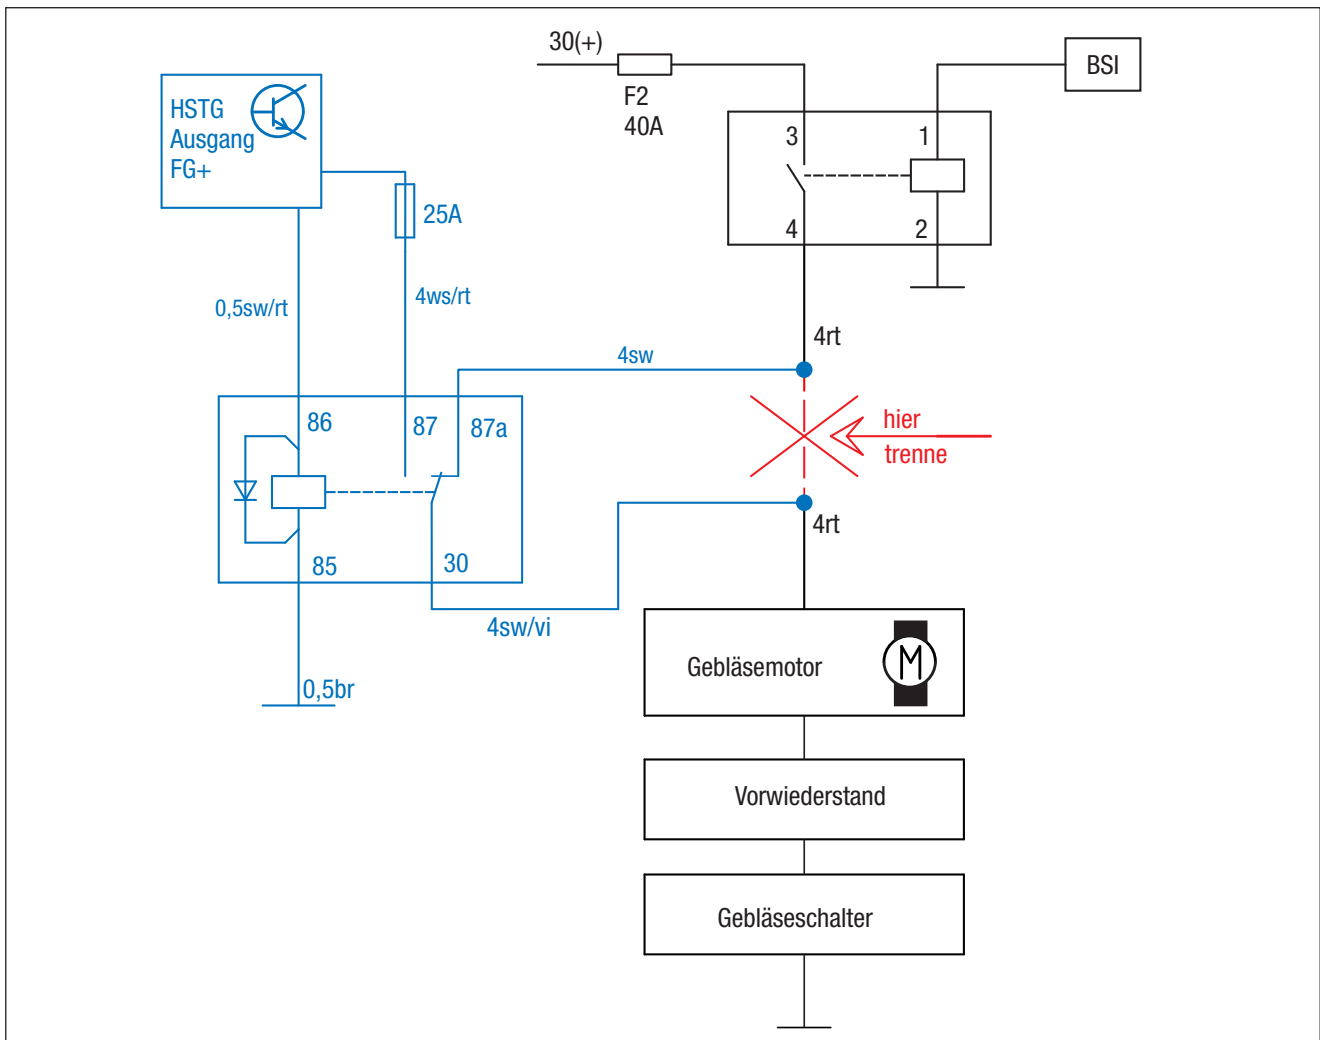 30(+)
F2
40A
BSI
HSTG
Ausgang
FG+
25A
3
1
4
2
0,5sw/rt
4ws/rt
4rt
4sw
86
87
87a
hier
trenne
4rt
85
30
4sw/vi
0,5br
Gebläsemotor
M
Vorwiederstand
Gebläseschalter